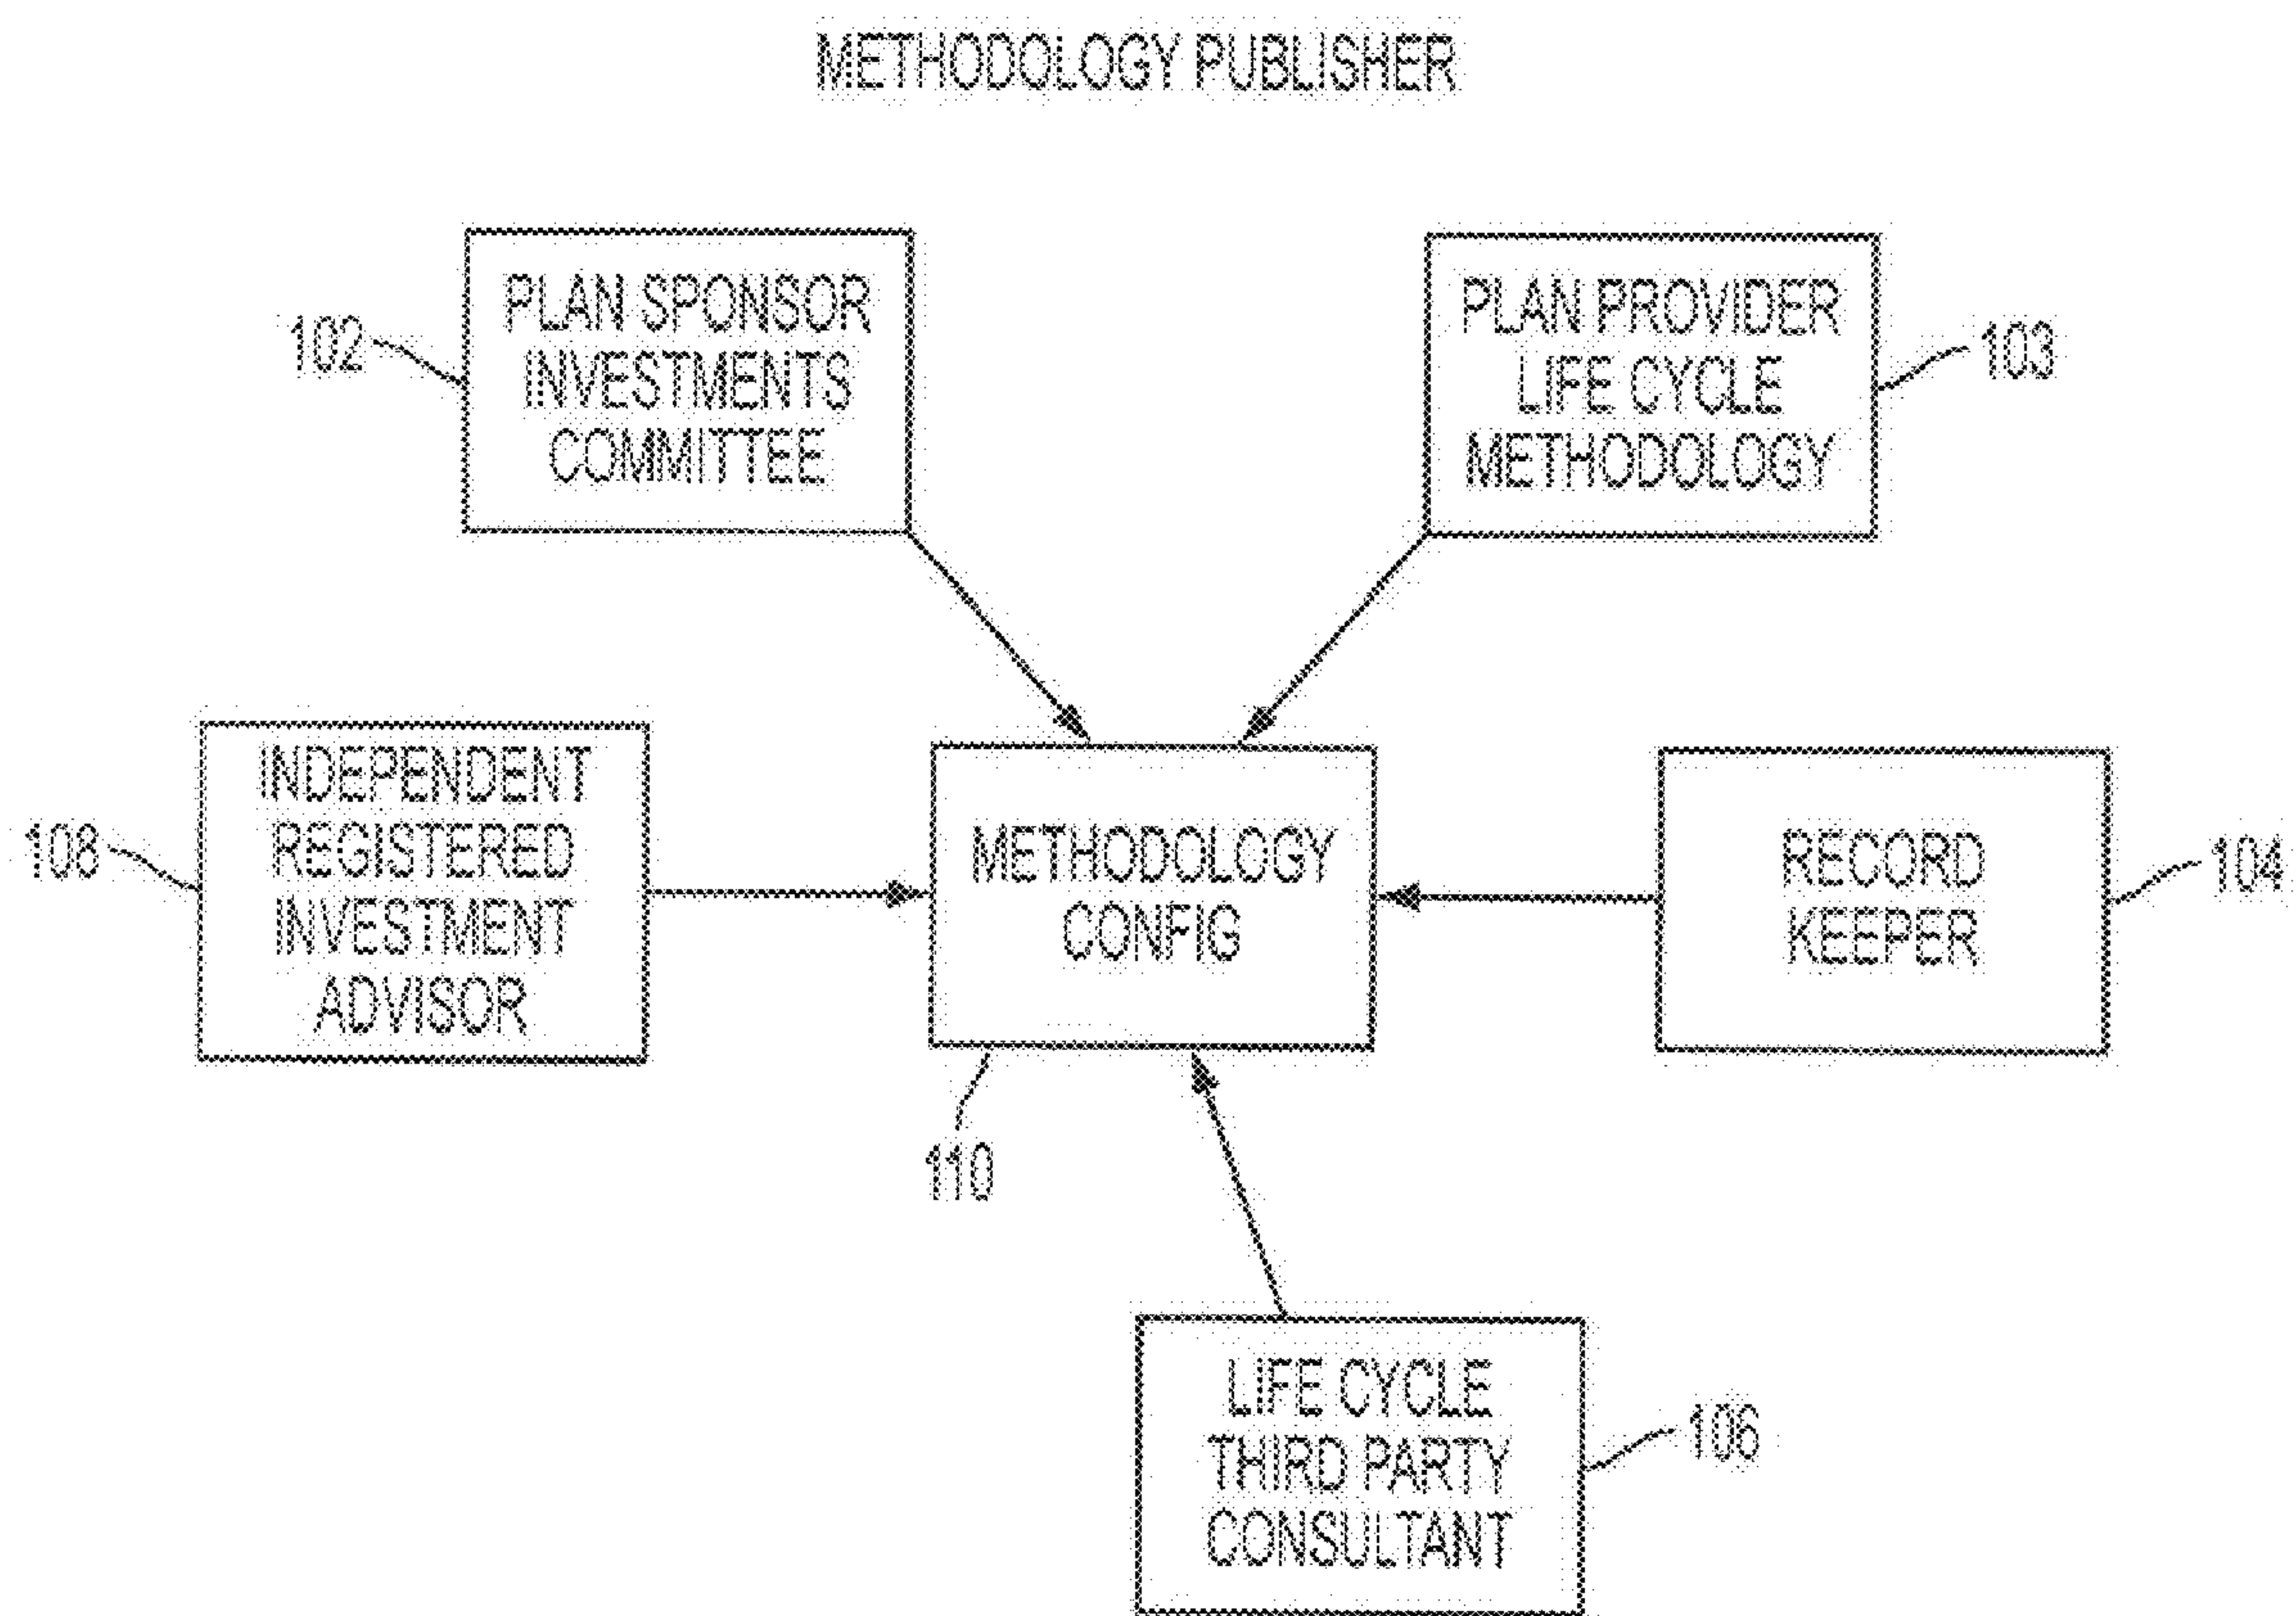 METHODOLOGY PUBLISHER
102
PLAN SPONSOR
INVESTMENTS
COMMITTEE
PLAN PROVIDER
LIFE CYCLE
METHODOLOGY
103
108
INDEPENDENT
REGISTERED
INVESTMENT
ADVISOR
METHODOLOGY
CONFIG
110
RECORD
KEEPER
104
LIFE CYCLE
THIRD PARTY
CONSULTANT
106